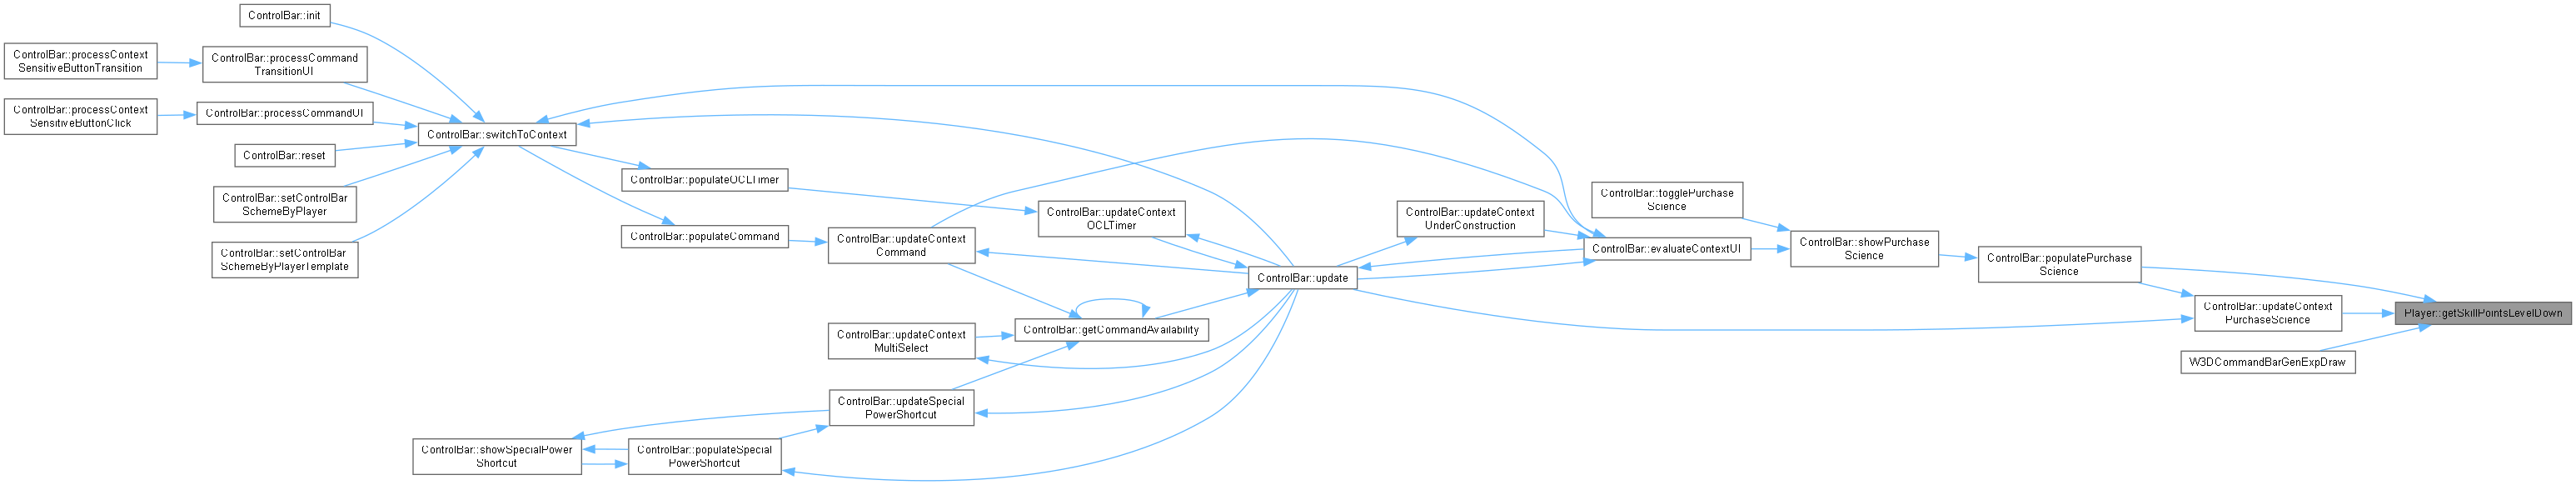 ControlBar::init
ControlBar::processContext
SensitiveButtonTransition
ControlBar::processCommand
TransitionUI
ControlBar::processContext
SensitiveButtonClick
ControlBar::processCommandUI
ControlBar::switchToContext
ControlBar::reset
ControlBar::setControlBar
SchemeByPlayer
ControlBar::setControlBar
SchemeByPlayerTemplate
ControlBar::populateOCLTimer
ControlBar::populateCommand
ControlBar::updateContext
OCLTimer
ControlBar::updateContext
Command
ControlBar::updateContext
UnderConstruction
ControlBar::evaluateContextUI
ControlBar::togglePurchase
Science
ControlBar::showPurchase
Science
ControlBar::populatePurchase
Science
ControlBar::update
ControlBar::updateContext
PurchaseScience
Player::getSkillPointsLevelDown
ControlBar::getCommandAvailability
ControlBar::updateContext
MultiSelect
W3DCommandBarGenExpDraw
ControlBar::updateSpecial
PowerShortcut
ControlBar::showSpecialPower
Shortcut
ControlBar::populateSpecial
PowerShortcut